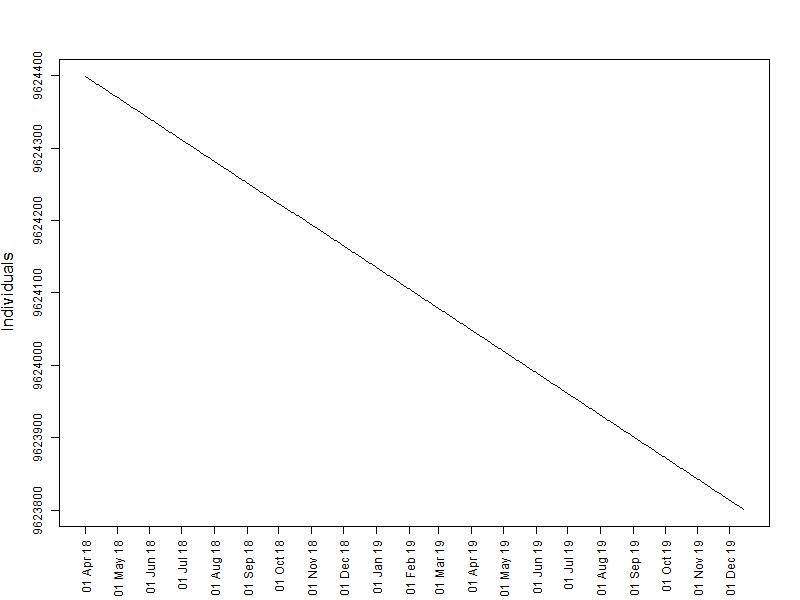 Individuals
9624400
9624300
9624200
9624100
9624000
9623900
9623800
01 Apr 18
01 May 18
01 Jun 18
01 Jul 18
01 Aug 18
01 Sep 18
01 Oct 18
01 Nov 18
01 Dec 18
01 Jan 19
01 Feb 19
01 Mar 19
01 Apr 19
01 May 19
01 Jun 19
01 Jul 19
01 Aug 19
01 Sep 19
01 Oct 19
01 Nov 19
01 Dec 19